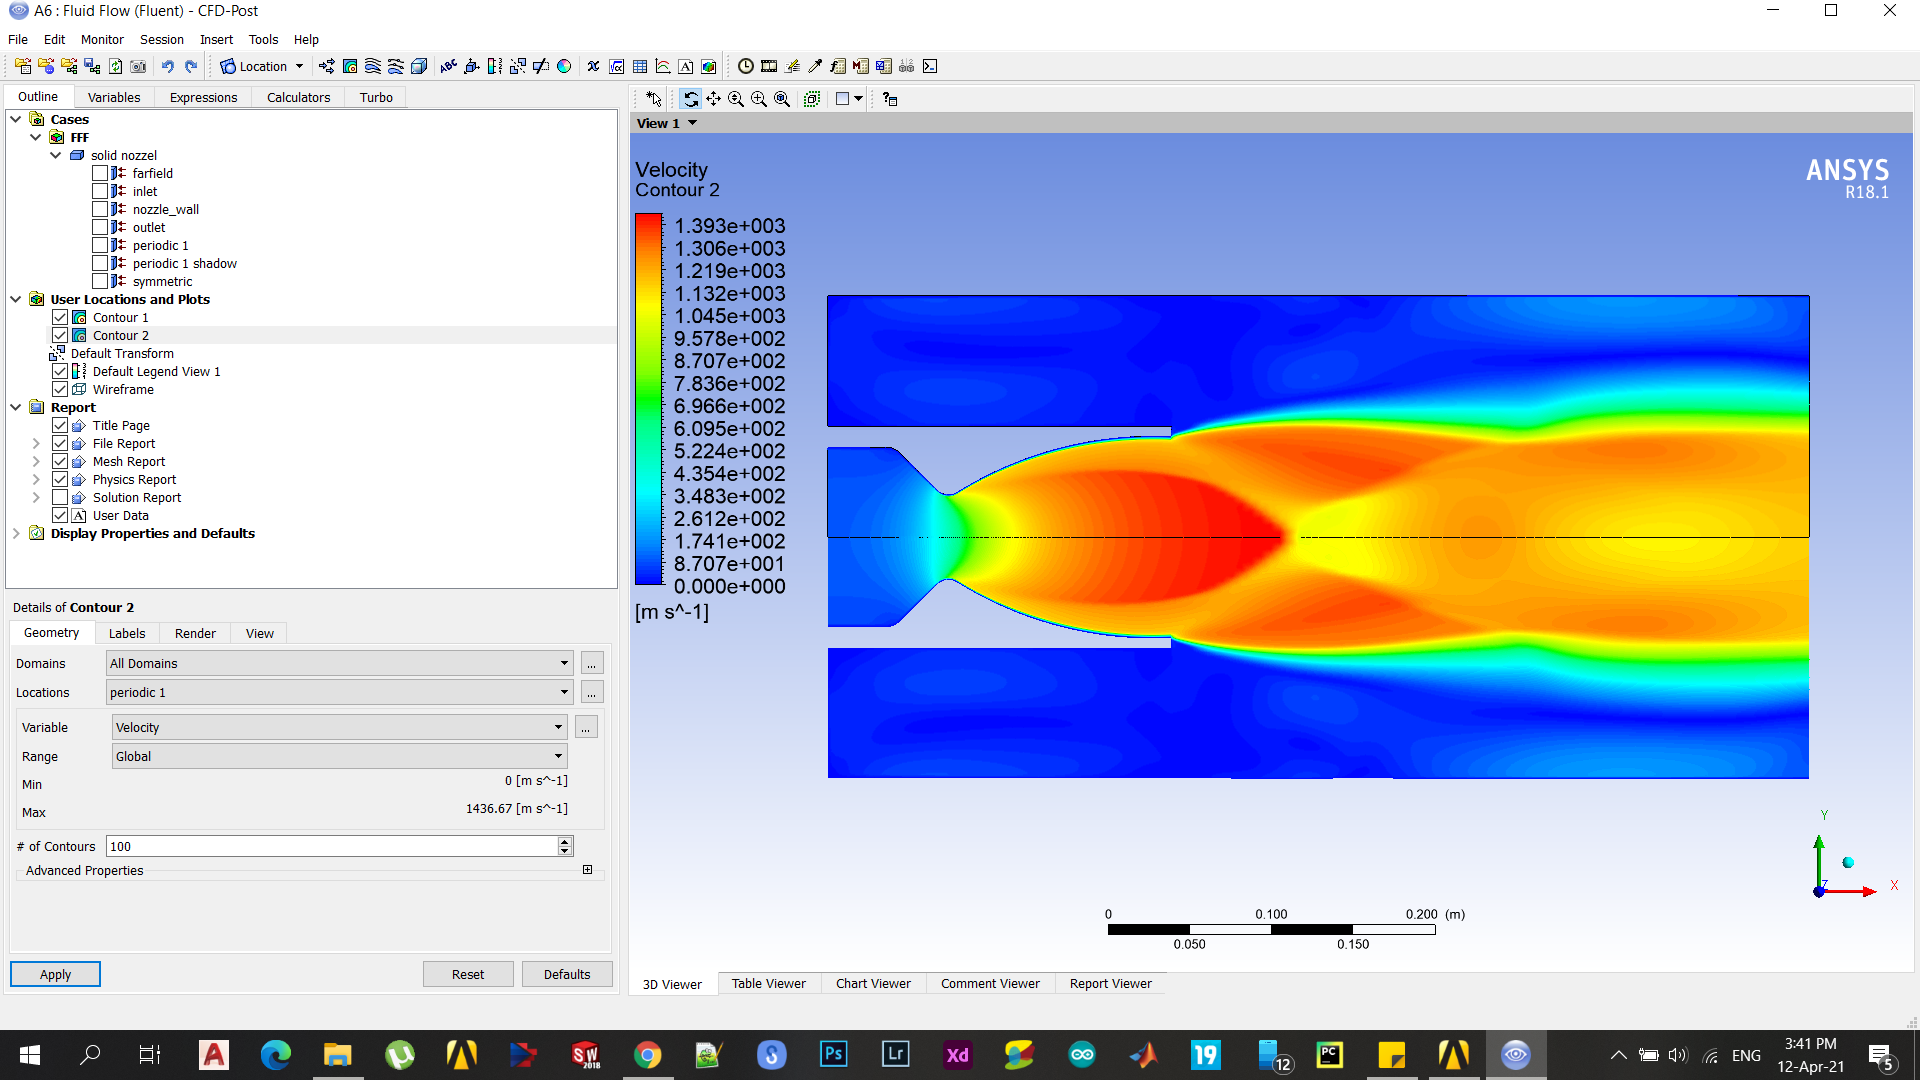 A6 : Fluid Flow (Fluent) - CFD-Post
File Edit Monitor Session Insert Tools Help
Location
Outline Variables Expressions Calculators Turbo
Cases
FFF
solid nozzel
farfield
inlet
nozzle_wall
outlet
periodic 1
periodic 1 shadow
symmetric
User Locations and Plots
Contour 1
Contour 2
Default Transform
Default Legend View 1
Wireframe
Report
Title Page
File Report
Mesh Report
Physics Report
Solution Report
User Data
Display Properties and Defaults
Details of Contour 2
Geometry Labels Render View
Domains All Domains ...
Locations periodic 1 ...
Variable Velocity ...
Range Global
Min 0 [m s^-1]
Max 1436.67 [m s^-1]
# of Contours 100
Advanced Properties
Apply Reset Defaults
View 1
Velocity
Contour 2
1.393e+003
1.306e+003
1.219e+003
1.132e+003
1.045e+003
9.578e+002
8.707e+002
7.836e+002
6.966e+002
6.095e+002
5.224e+002
4.354e+002
3.483e+002
2.612e+002
1.741e+002
8.707e+001
0.000e+000
[m s^-1]
ANSYS
R18.1
Y
Z
X
0 0.100 0.200 (m)
0.050 0.150
3D Viewer Table Viewer Chart Viewer Comment Viewer Report Viewer
A
SW
2018
S
Ps
Lr
Xd
19
12
PC
ENG
3:41 PM
12-Apr-21
5